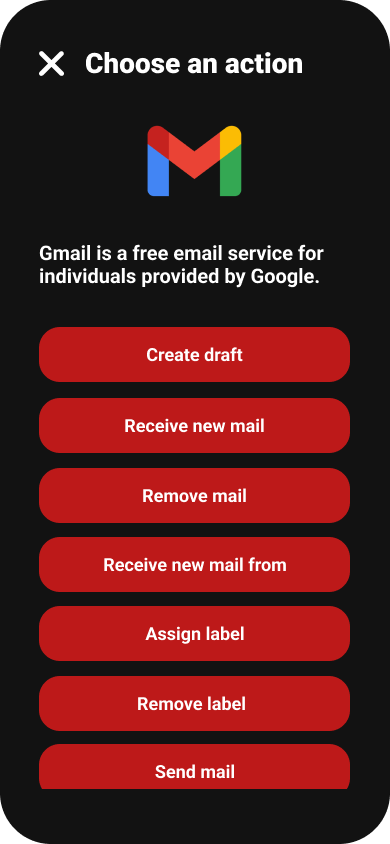 Choose an action
Gmail is a free email service for
individuals provided by Google.
Create draft
Receive new mail
Remove mail
Receive new mail from
Assign label
Remove label
Send mail